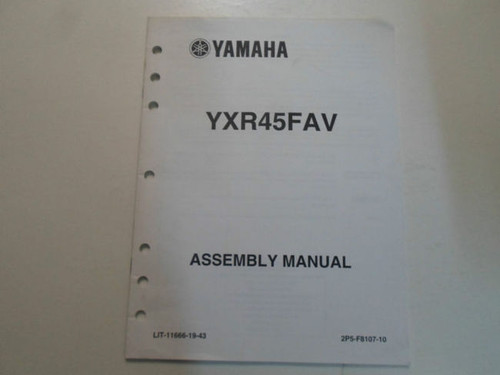 YAMAHA
YXR45FAV
ASSEMBLY MANUAL
LIT-11666-19-43 2P5-F8107-10